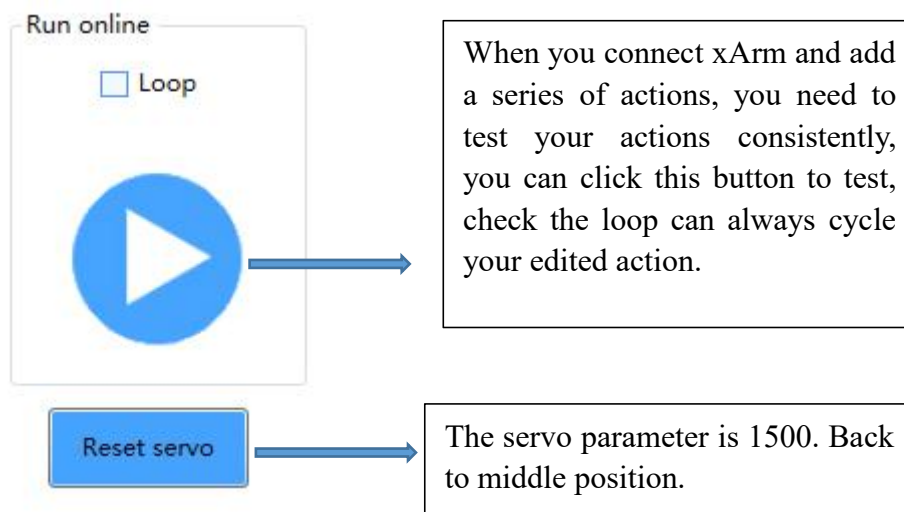 Run online
Loop
When you connect xArm and add
a series of actions, you need to
test your actions consistently,
you can click this button to test,
check the loop can always cycle
your edited action.
Reset servo
The servo parameter is 1500. Back
to middle position.